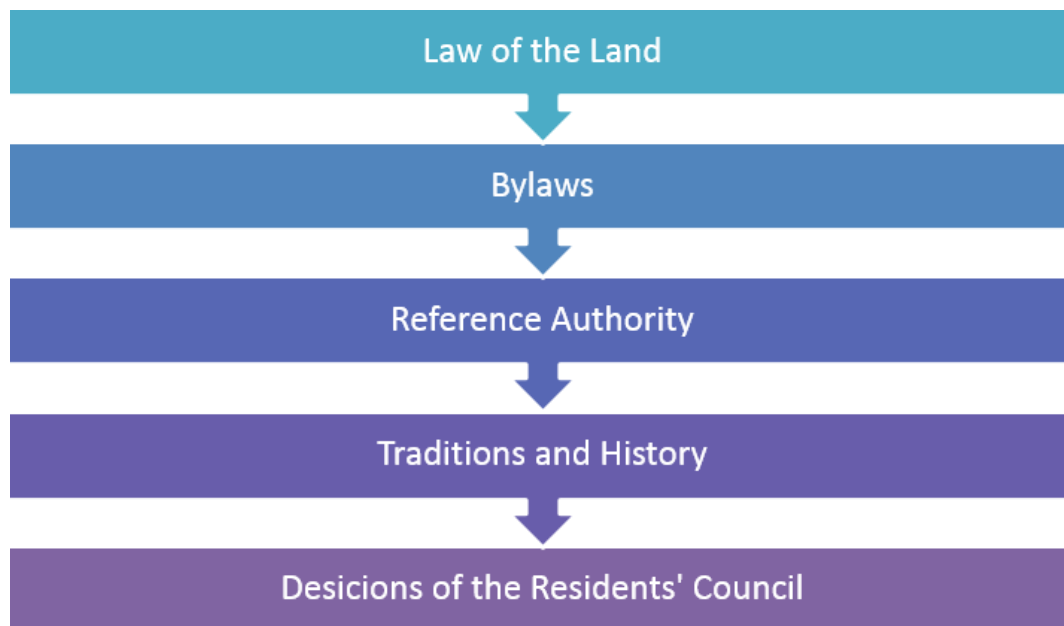 Law of the Land
Bylaws
Reference Authority
Traditions and History
Desicions of the Residents' Council